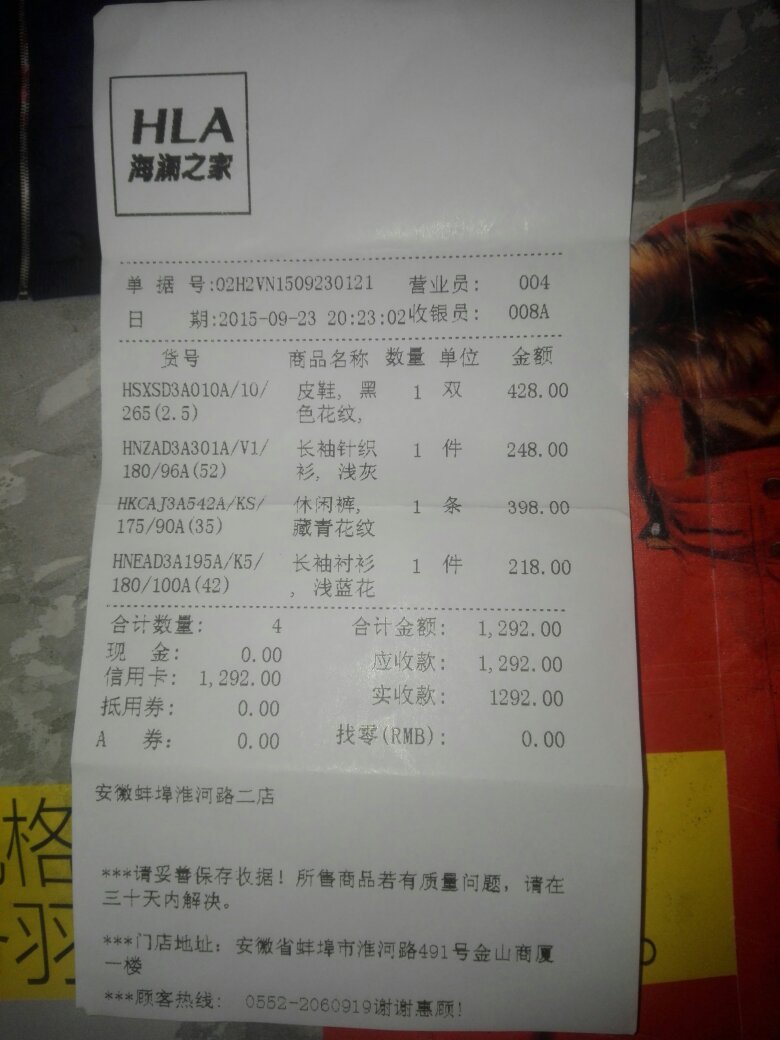 HLA
海澜之家
单 据 号:02H2VN1509230121 营业员: 004
日 期:2015-09-23 20:23:02收银员: 008A
货号 商品名称 数量 单位 金额
HSXSD3A010A/10/ 皮鞋, 黑 1 双 428.00
265(2.5) 色花纹,
HNZAD3A301A/V1/ 长袖针织 1 件 248.00
180/96A(52) 衫, 浅灰
HKCAJ3A542A/KS/ 休闲裤, 1 条 398.00
175/90A(35) 藏青花纹
HNEAD3A195A/K5/ 长袖衬衫 1 件 218.00
180/100A(42) , 浅蓝花
合计数量: 4 合计金额: 1,292.00
现 金: 0.00 应收款: 1,292.00
信用卡: 1,292.00 实收款: 1292.00
抵用券: 0.00
A 券: 0.00 找零(RMB): 0.00
安徽蚌埠淮河路二店
***请妥善保存收据! 所售商品若有质量问题, 请在
三十天内解决。
***门店地址: 安徽省蚌埠市淮河路491号金山商厦
一楼
***顾客热线: 0552-2060919谢谢惠顾!
格
羽